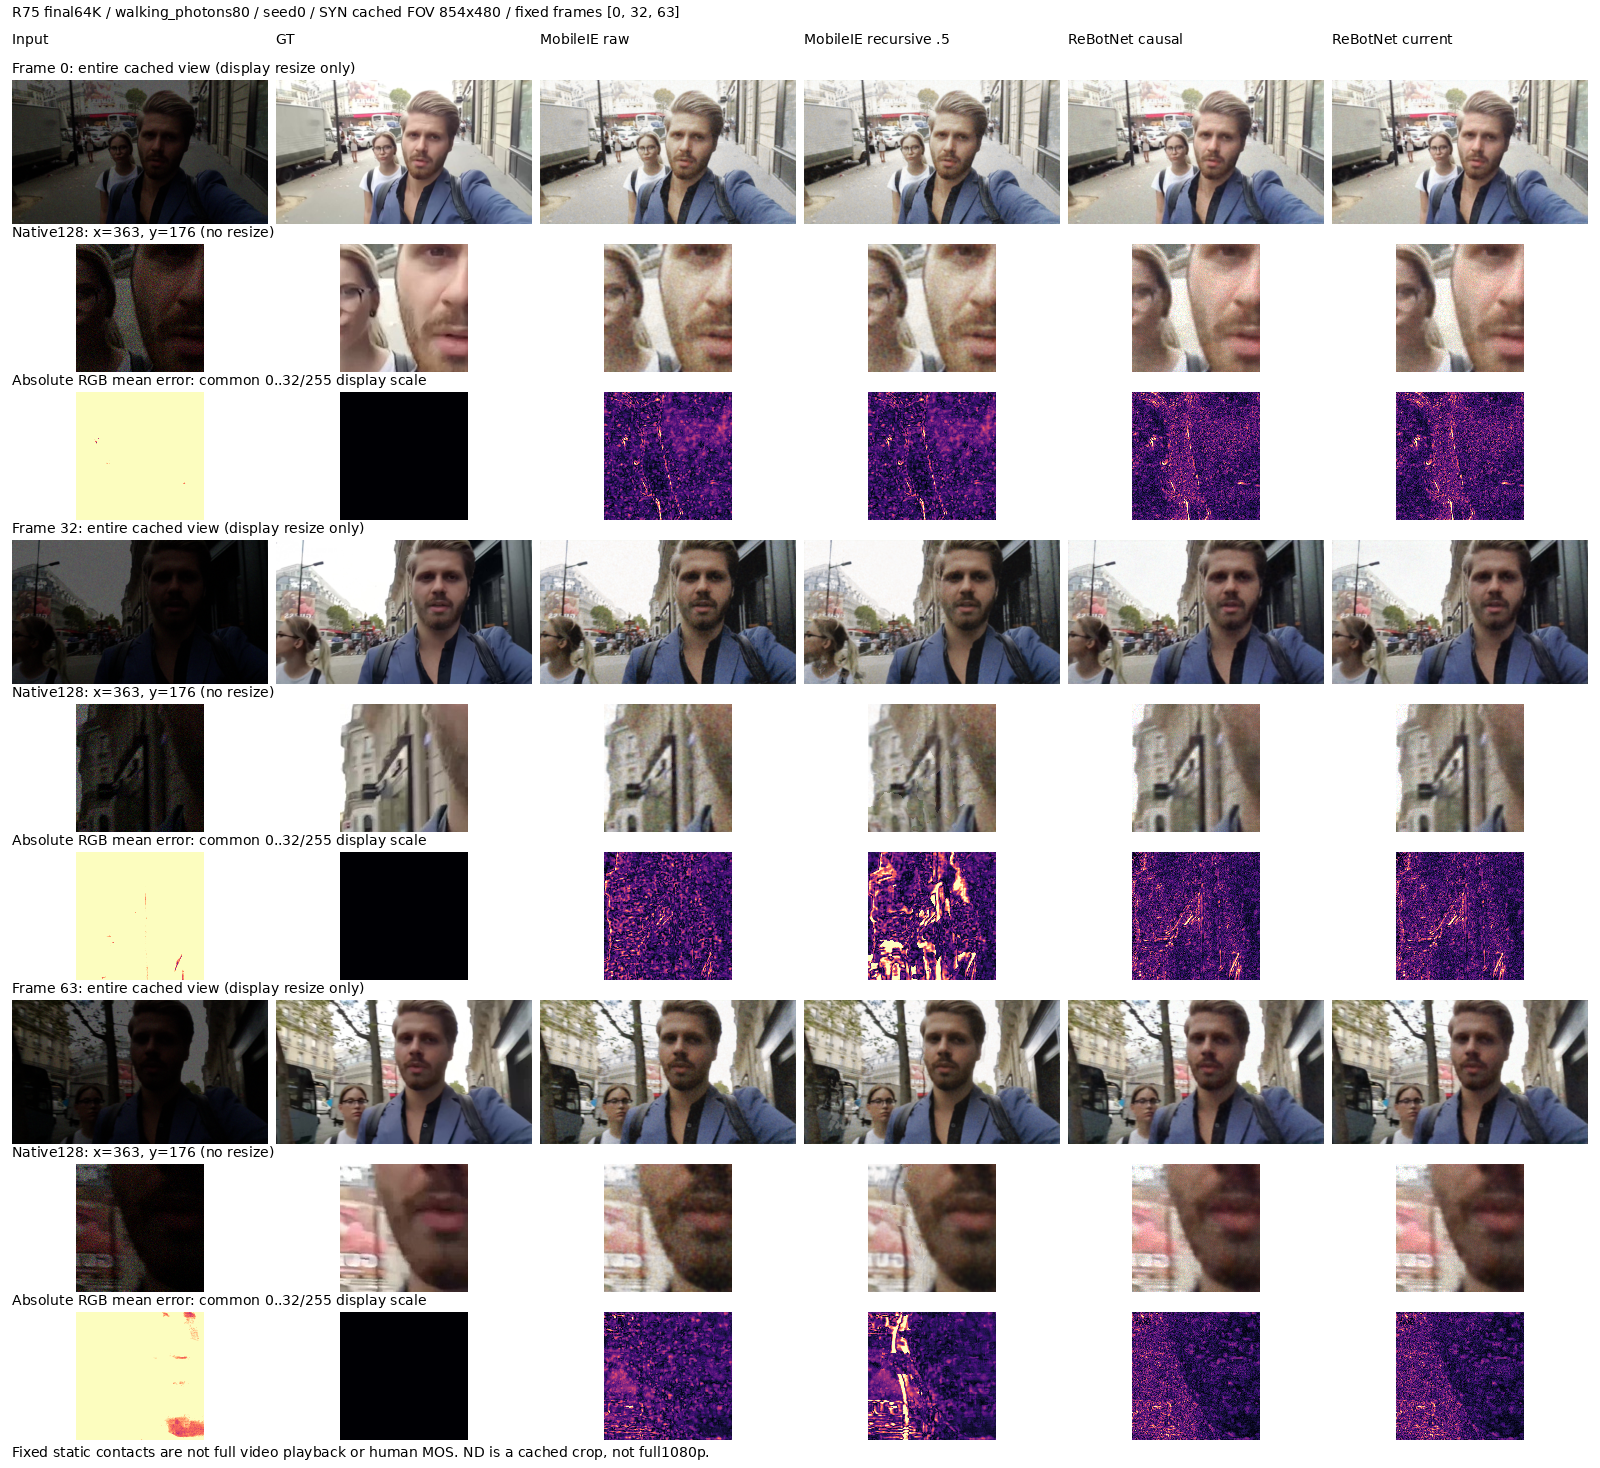 R75 final64K / walking_photons80 / seed0 / SYN cached FOV 854x480 / fixed frames [0, 32, 63]
Input GT MobileIE raw MobileIE recursive .5 ReBotNet causal ReBotNet current
Frame 0: entire cached view (display resize only)
Native128: x=363, y=176 (no resize)
Absolute RGB mean error: common 0..32/255 display scale
Frame 32: entire cached view (display resize only)
Native128: x=363, y=176 (no resize)
Absolute RGB mean error: common 0..32/255 display scale
Frame 63: entire cached view (display resize only)
Native128: x=363, y=176 (no resize)
Absolute RGB mean error: common 0..32/255 display scale
Fixed static contacts are not full video playback or human MOS. ND is a cached crop, not full1080p.